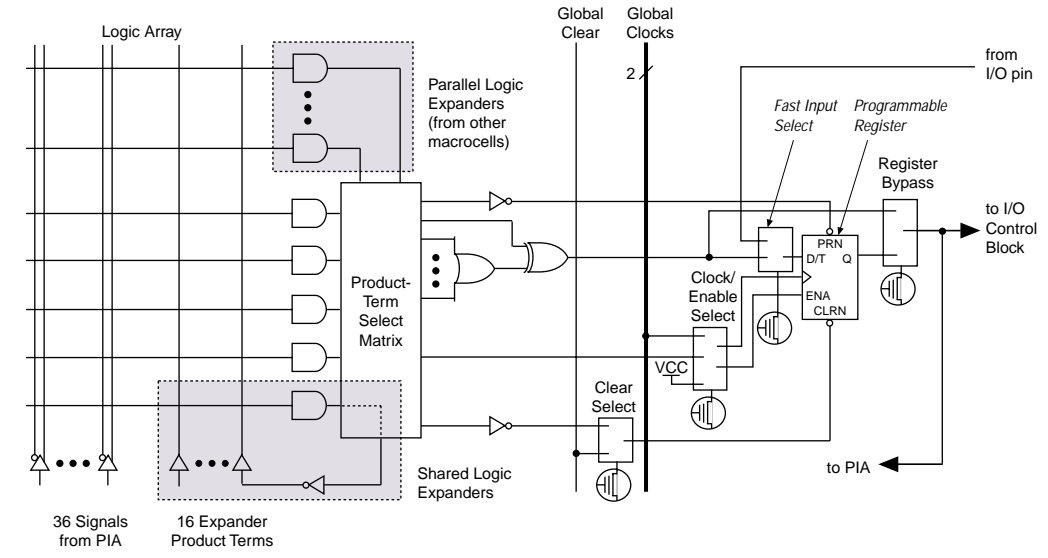 Logic Array
Global
Clear
Global
Clocks
2
from
I/O pin
Parallel Logic
Expanders
(from other
macrocells)
Fast Input
Select
Programmable
Register
Register
Bypass
to I/O
Control
Block
PRN
D/T
Q
ENA
CLRN
Clock/
Enable
Select
Product-
Term
Select
Matrix
VCC
Clear
Select
to PIA
Shared Logic
Expanders
36 Signals
from PIA
16 Expander
Product Terms